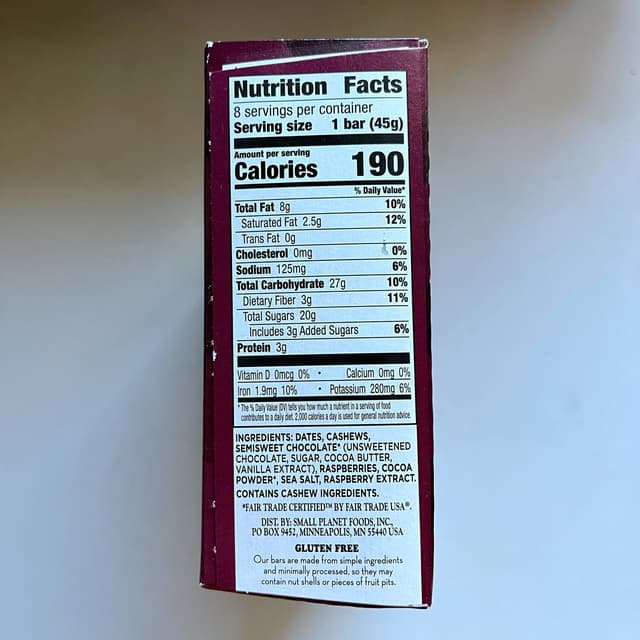 Nutrition Facts
8 servings per container
Serving size 1 bar (45g)
Amount per serving
Calories 190
% Daily Value*
Total Fat 8g 10%
Saturated Fat 2.5g 12%
Trans Fat 0g
Cholesterol 0mg 0%
Sodium 125mg 6%
Total Carbohydrate 27g 10%
Dietary Fiber 3g 11%
Total Sugars 20g
Includes 3g Added Sugars 6%
Protein 3g
Vitamin D 0mcg 0% • Calcium 0mg 0%
Iron 1.9mg 10% • Potassium 280mg 6%
*The % Daily Value (DV) tells you how much a nutrient in a serving of food
contributes to a daily diet. 2,000 calories a day is used for general nutrition advice.
INGREDIENTS: DATES, CASHEWS,
SEMISWEET CHOCOLATE* (UNSWEETENED
CHOCOLATE, SUGAR, COCOA BUTTER,
VANILLA EXTRACT), RASPBERRIES, COCOA
POWDER*, SEA SALT, RASPBERRY EXTRACT.
CONTAINS CASHEW INGREDIENTS.
*FAIR TRADE CERTIFIED™ BY FAIR TRADE USA®.
DIST. BY: SMALL PLANET FOODS, INC.,
PO BOX 9452, MINNEAPOLIS, MN 55440 USA
GLUTEN FREE
Our bars are made from simple ingredients
and minimally processed, so they may
contain nut shells or pieces of fruit pits.